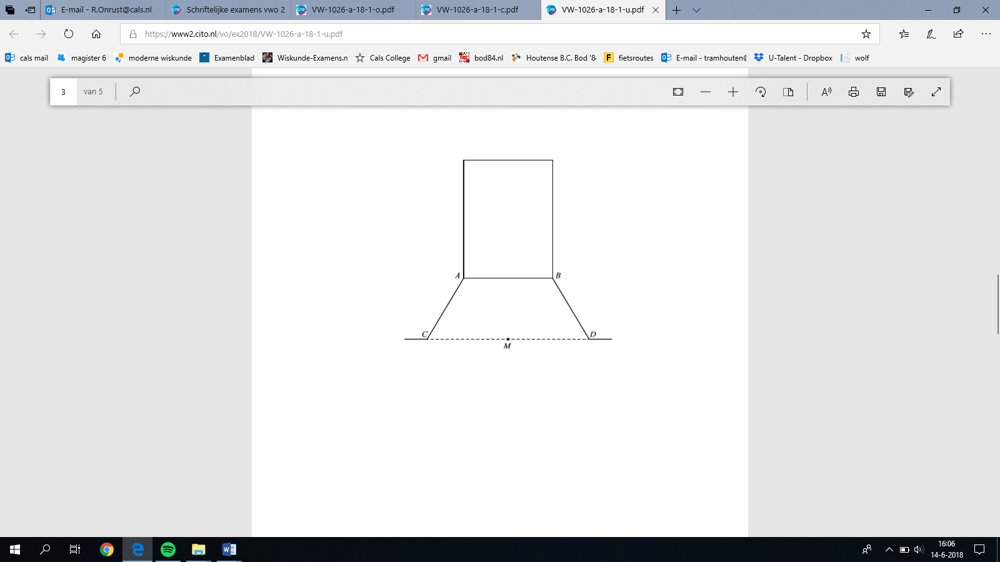 E-mail - R.Onrust@cals.nl
Schriftelijke examens vwo 2
VW-1026-a-18-1-o.pdf
VW-1026-a-18-1-c.pdf
VW-1026-a-18-1-u.pdf
https://www2.cito.nl/vo/ex2018/VW-1026-a-18-1-u.pdf
cals mail
magister 6
moderne wiskunde
Examenblad
Wiskunde-Examens.n
Cals College
gmail
bod84.nl
Houtense B.C. Bod '84
fietsroutes
E-mail - tramhouten@
U-Talent - Dropbox
wolf
3 van 5
A B
C D
M
16:06
14-6-2018